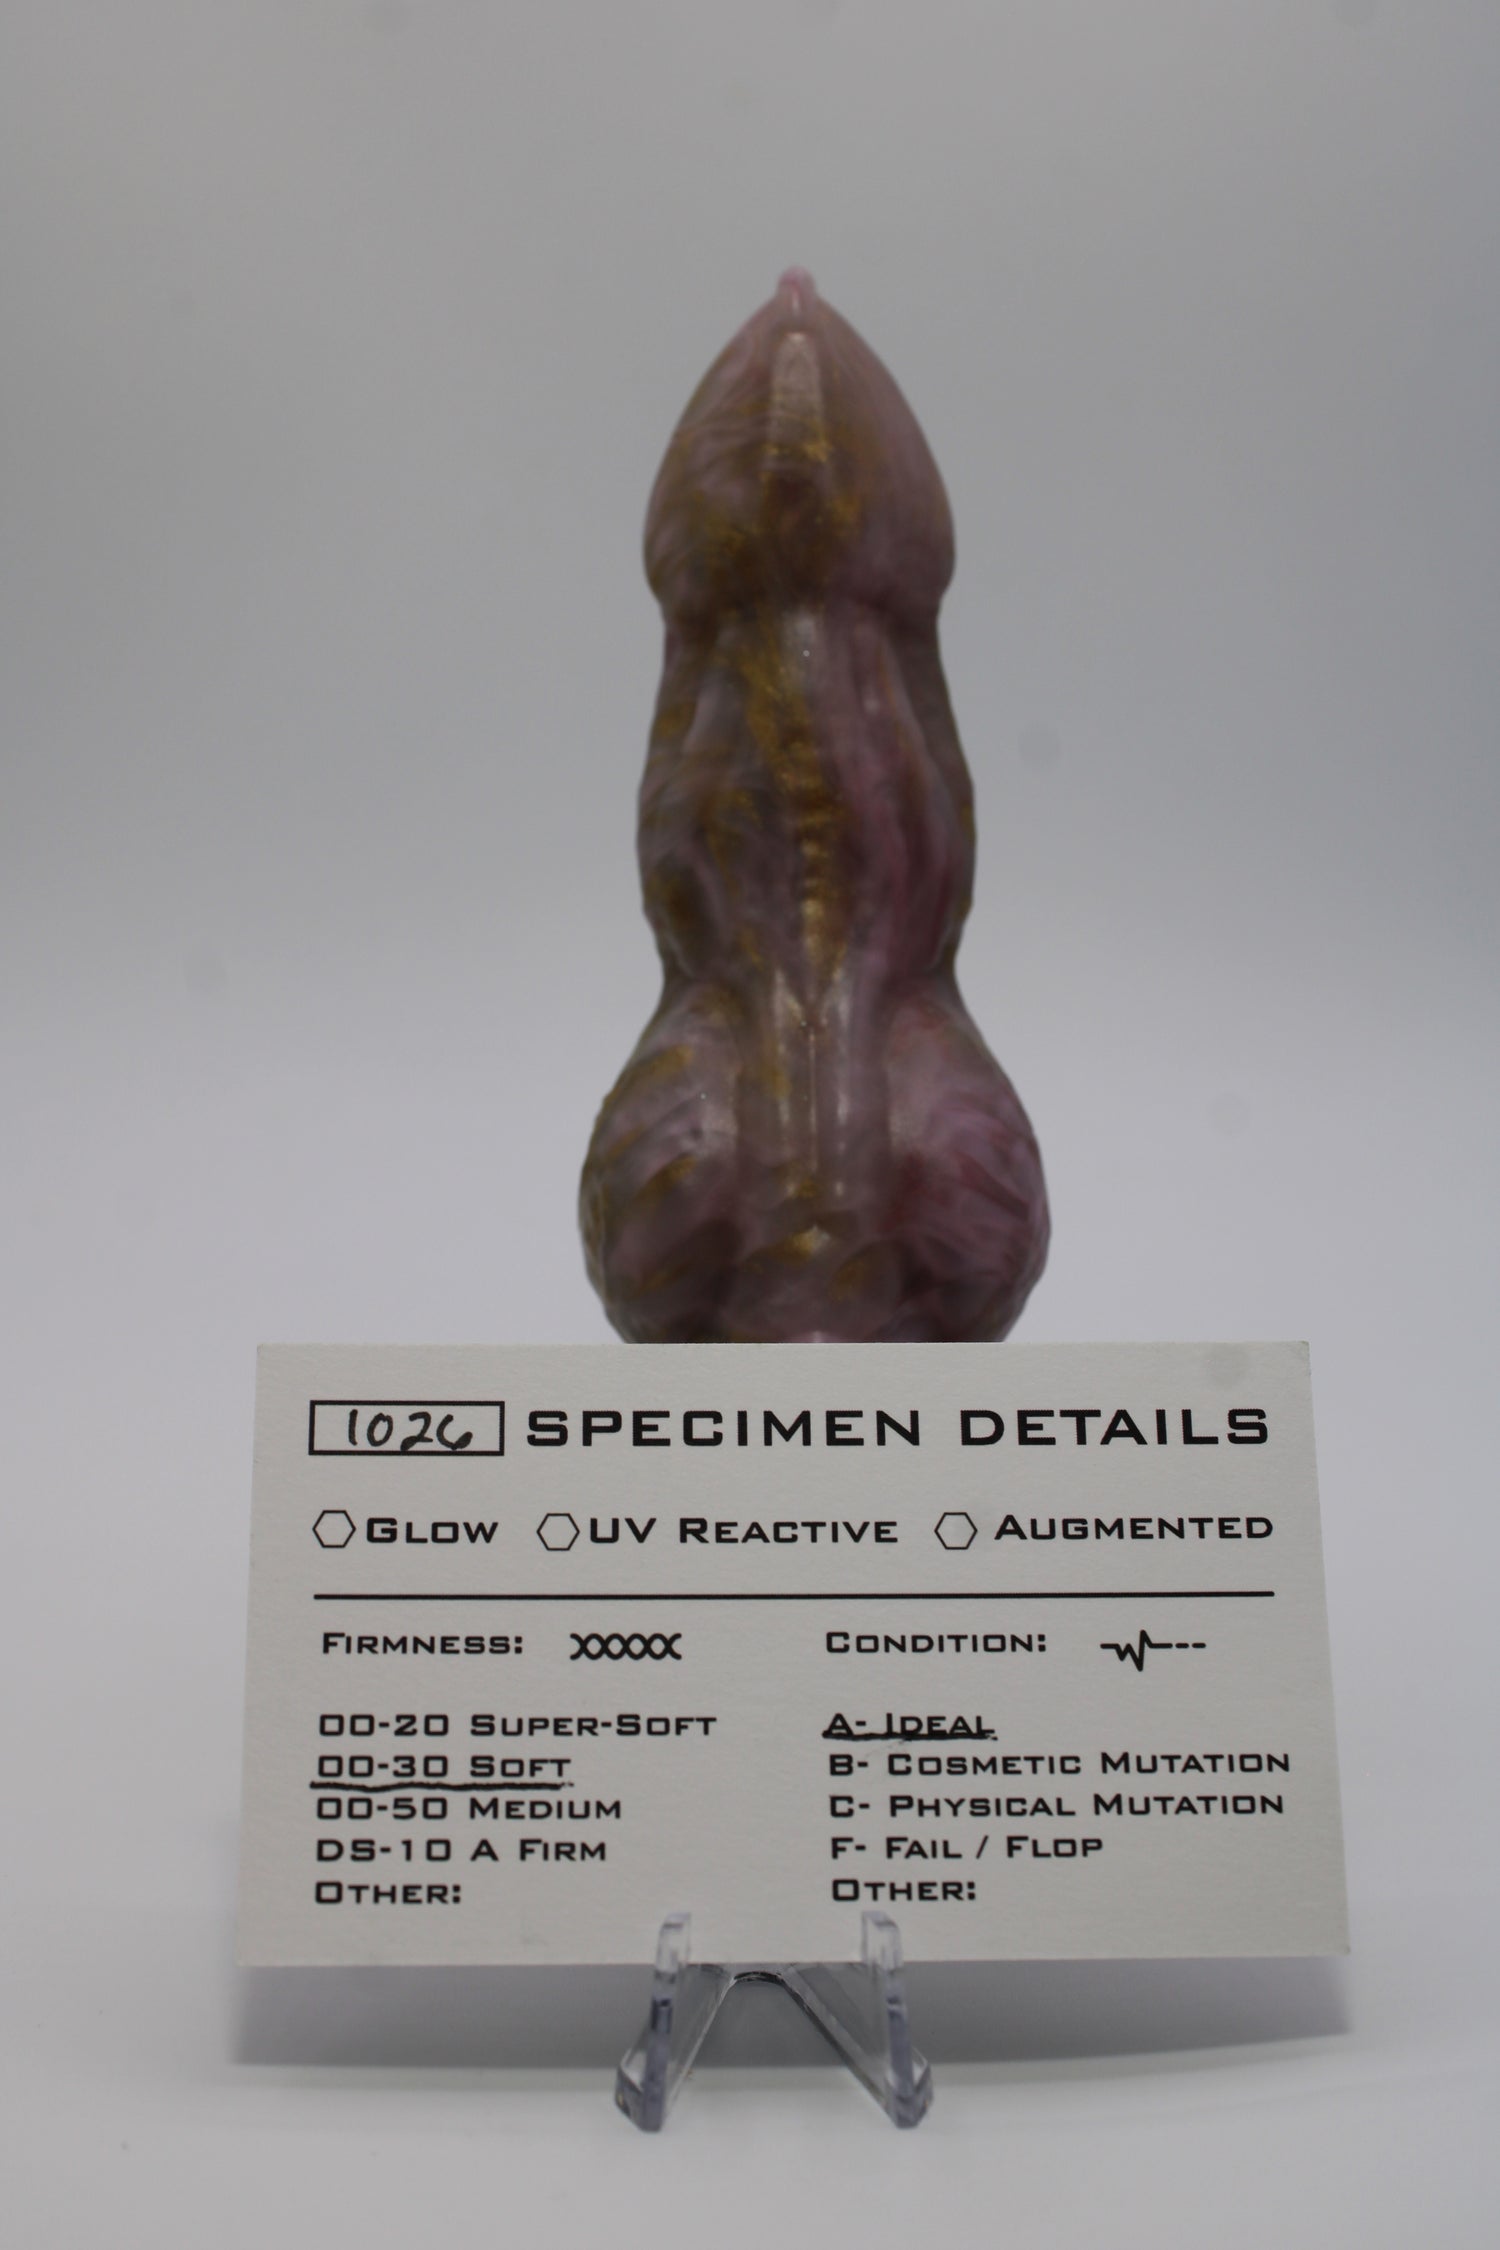 1026 SPECIMEN DETAILS
GLOW UV REACTIVE AUGMENTED
FIRMNESS: CONDITION:
00-20 SUPER-SOFT A- IDEAL
00-30 SOFT B- COSMETIC MUTATION
00-50 MEDIUM C- PHYSICAL MUTATION
DS-10 A FIRM F- FAIL / FLOP
OTHER: OTHER: